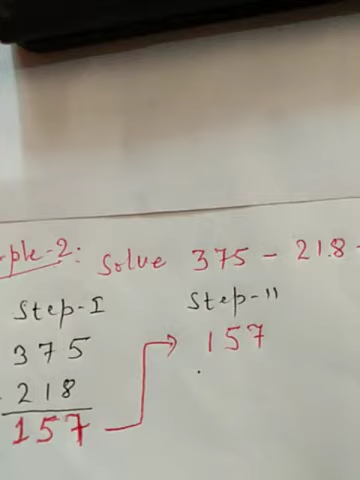 ple-2: Solve 375 - 218 -
Step-I
Step-II
375
157
218
157